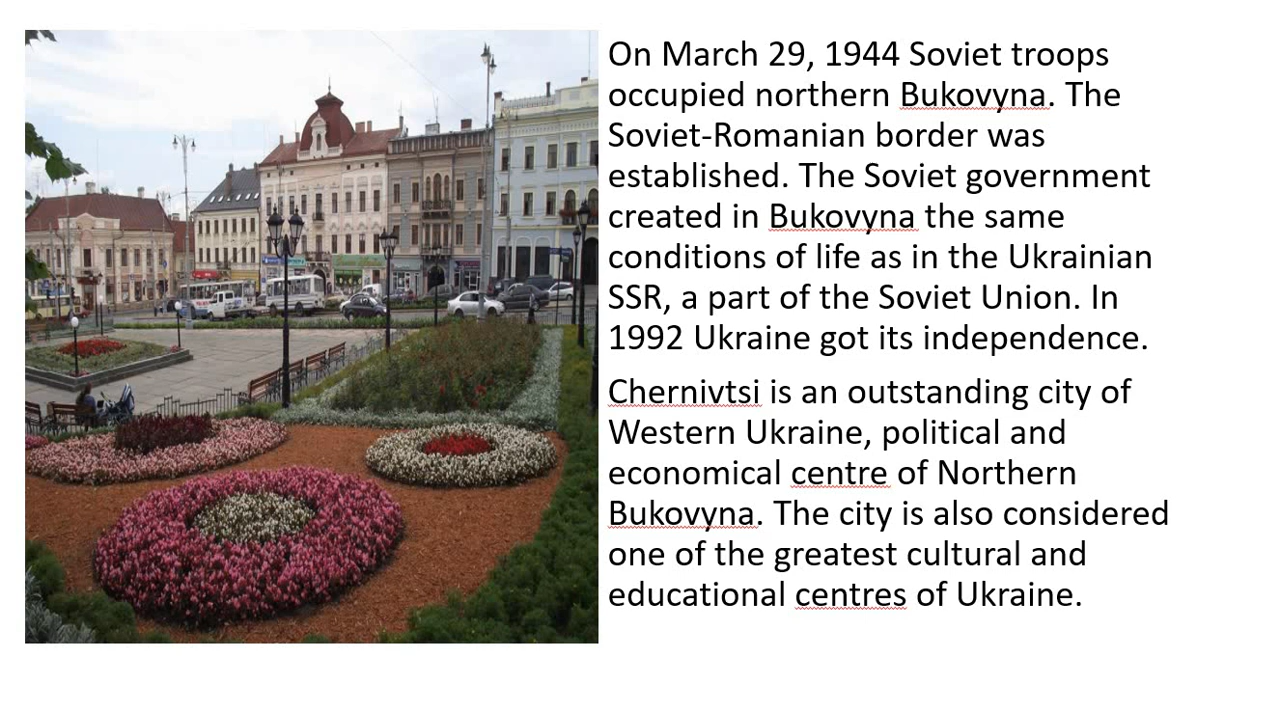 On March 29, 1944 Soviet troops
occupied northern Bukovyna. The
Soviet-Romanian border was
established. The Soviet government
created in Bukovyna the same
conditions of life as in the Ukrainian
SSR, a part of the Soviet Union. In
1992 Ukraine got its independence.
Chernivtsi is an outstanding city of
Western Ukraine, political and
economical centre of Northern
Bukovyna. The city is also considered
one of the greatest cultural and
educational centres of Ukraine.